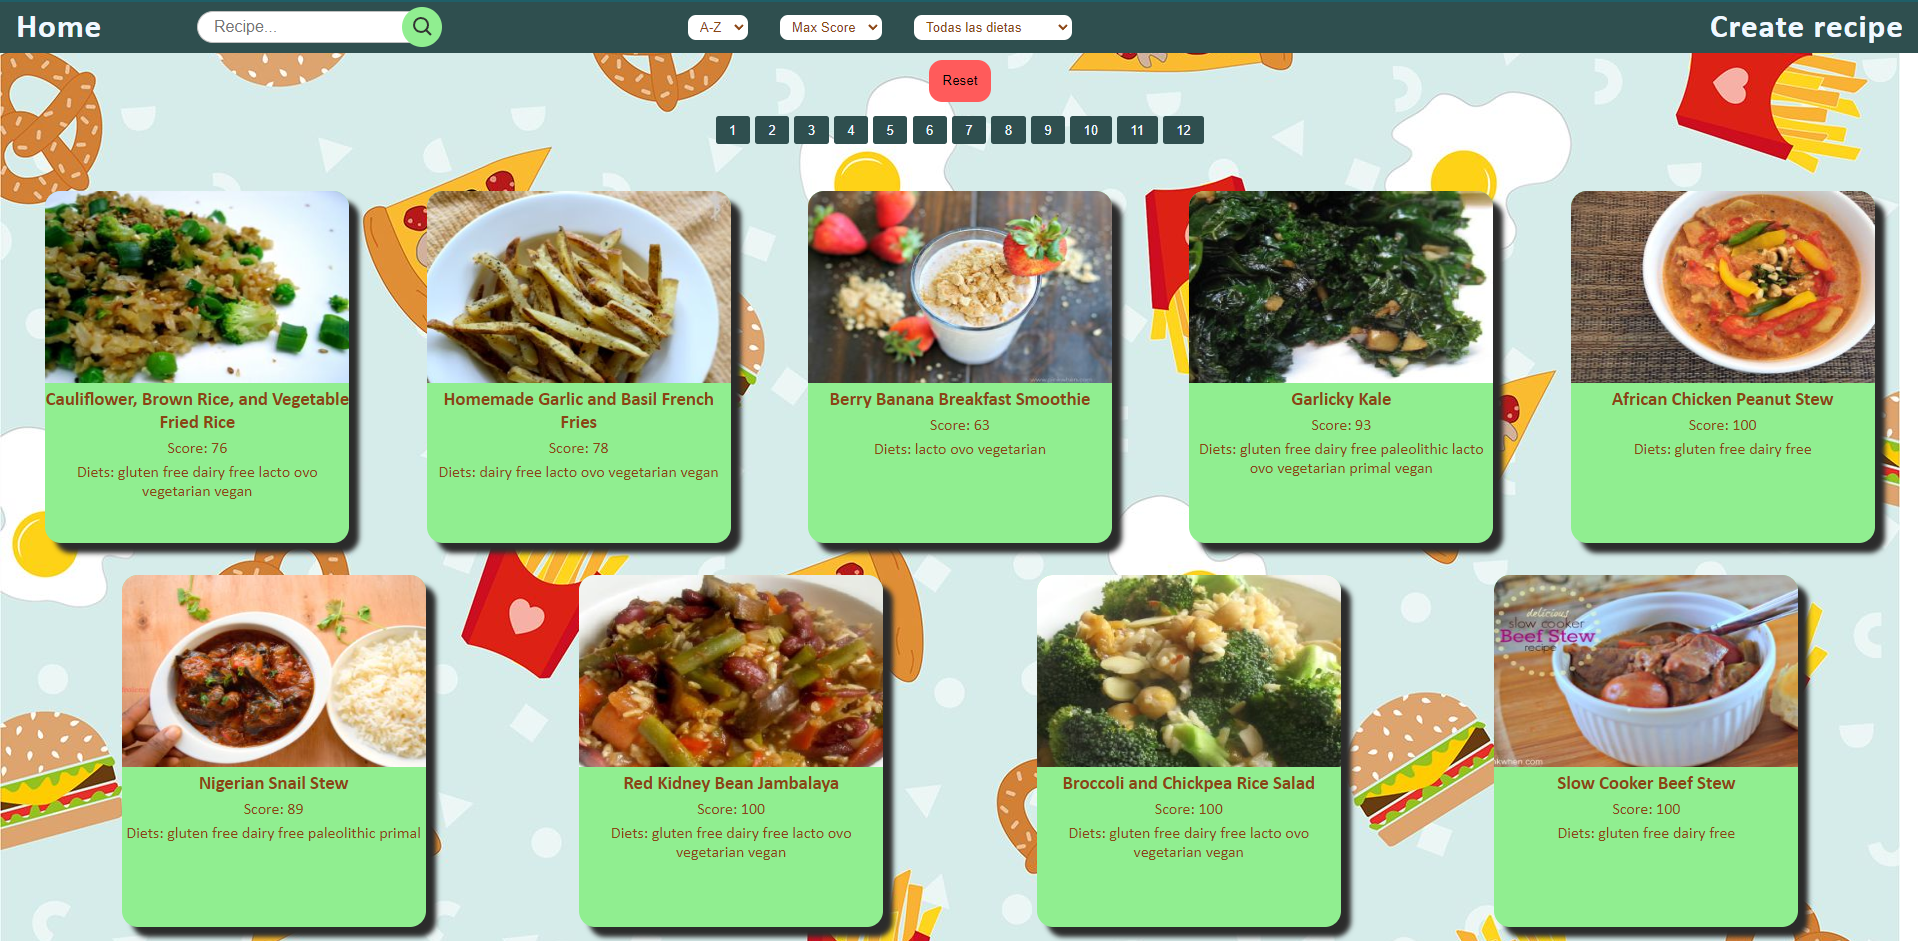 Home
Recipe...
A-Z
Max Score
Todas las dietas
Create recipe
Reset
1 2 3 4 5 6 7 8 9 10 11 12
Cauliflower, Brown Rice, and Vegetable
Fried Rice
Score: 76
Diets: gluten free dairy free lacto ovo
vegetarian vegan
Homemade Garlic and Basil French
Fries
Score: 78
Diets: dairy free lacto ovo vegetarian vegan
Berry Banana Breakfast Smoothie
Score: 63
Diets: lacto ovo vegetarian
Garlicky Kale
Score: 93
Diets: gluten free dairy free paleolithic lacto
ovo vegetarian primal vegan
African Chicken Peanut Stew
Score: 100
Diets: gluten free dairy free
Nigerian Snail Stew
Score: 89
Diets: gluten free dairy free paleolithic primal
Red Kidney Bean Jambalaya
Score: 100
Diets: gluten free dairy free lacto ovo
vegetarian vegan
Broccoli and Chickpea Rice Salad
Score: 100
Diets: gluten free dairy free lacto ovo
vegetarian vegan
delicious
slow cooker
Beef Stew
recipe
Slow Cooker Beef Stew
Score: 100
Diets: gluten free dairy free